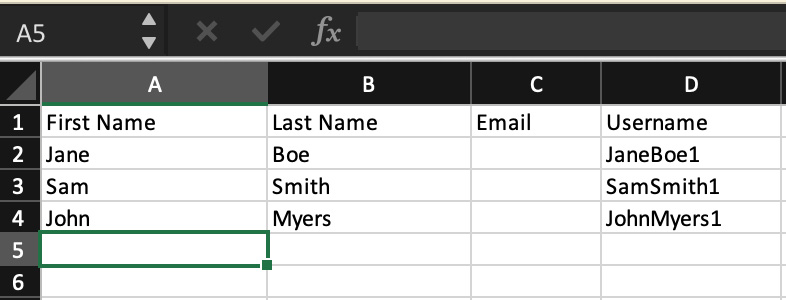 A5 fx
A B C D
1 First Name Last Name Email Username
2 Jane Boe JaneBoe1
3 Sam Smith SamSmith1
4 John Myers JohnMyers1
5
6